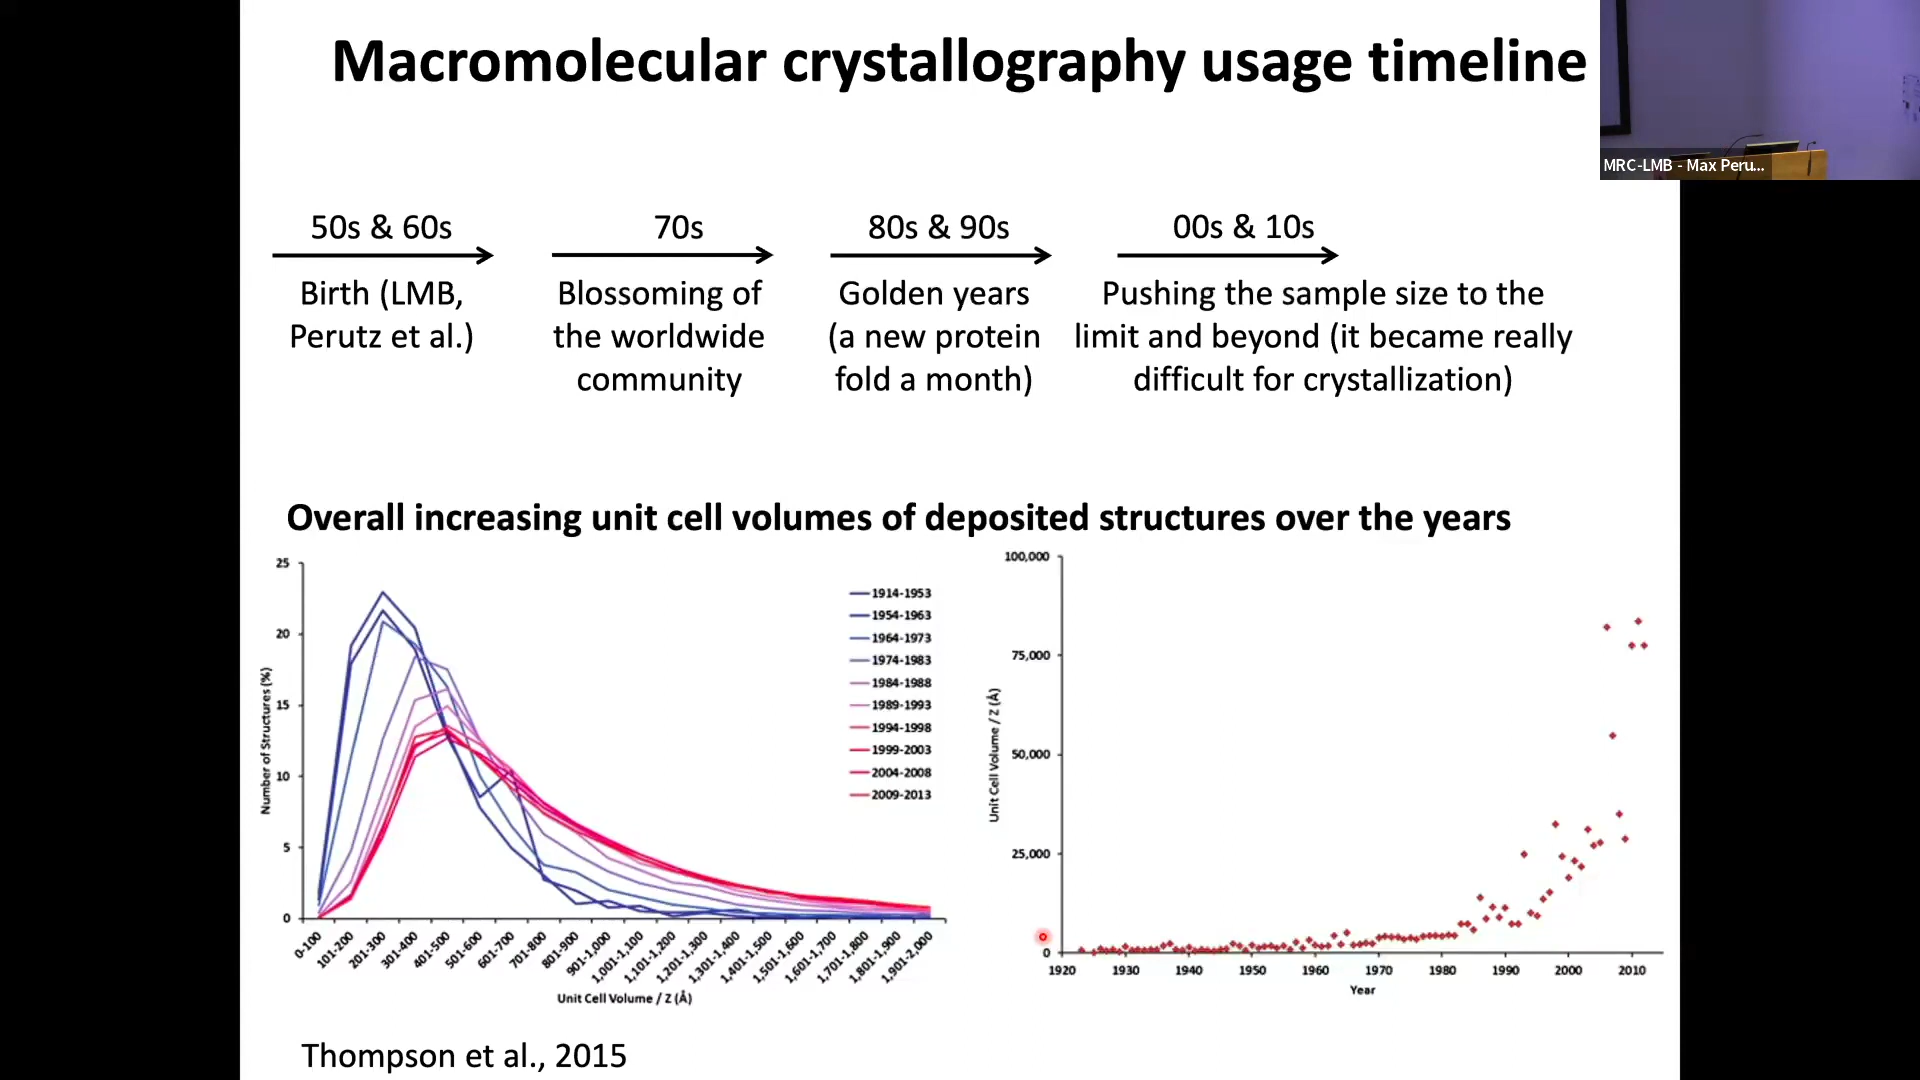 Macromolecular crystallography usage timeline
MRC-LMB - Max Peru...
50s & 60s
Birth (LMB,
Perutz et al.)
70s
Blossoming of
the worldwide
community
80s & 90s
Golden years
(a new protein
fold a month)
00s & 10s
Pushing the sample size to the
limit and beyond (it became really
difficult for crystallization)
Overall increasing unit cell volumes of deposited structures over the years
25
20
15
10
5
0
Number of Structures (%)
1914-1953
1954-1963
1964-1973
1974-1983
1984-1988
1989-1993
1994-1998
1999-2003
2004-2008
2009-2013
0-100
101-200
201-300
301-400
401-500
501-600
601-700
701-800
801-900
901-1,000
1,001-1,100
1,101-1,200
1,201-1,300
1,301-1,400
1,401-1,500
1,501-1,600
1,601-1,700
1,701-1,800
1,801-1,900
1,901-2,000
Unit Cell Volume / Z (Å)
100,000
75,000
50,000
25,000
0
Unit Cell Volume / Z (Å)
1920
1930
1940
1950
1960
1970
1980
1990
2000
2010
Year
Thompson et al., 2015